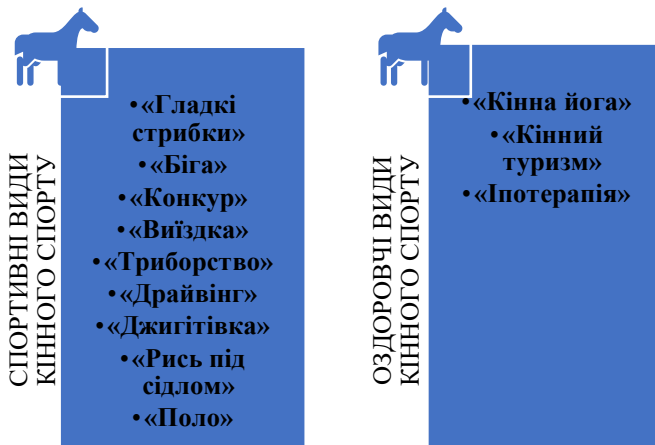 СПОРТИВНІ ВИДИ
КІННОГО СПОРТУ
•«Гладкі
стрибки»
•«Біга»
•«Конкур»
•«Виїздка»
•«Триборство»
•«Драйвінг»
•«Джигітівка»
•«Рись під
сідлом»
•«Поло»
ОЗДОРОВЧІ ВИДИ
КІННОГО СПОРТУ
•«Кінна йога»
•«Кінний
туризм»
•«Іпотерапія»